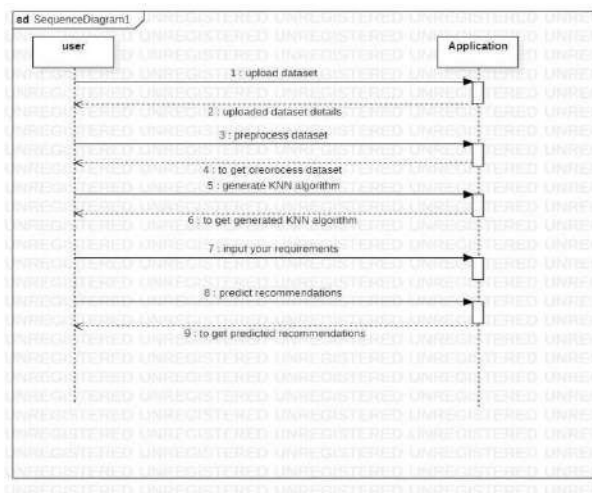 sd SequenceDiagram1
user
Application
1 : upload dataset
2 : uploaded dataset details
3 : preprocess dataset
4 : to get creorocess dataset
5 : generate KNN algorithm
6 : to get generated KNN algorithm
7 : input your requirements
8 : predict recommendations
9 : to get predicted recommendations